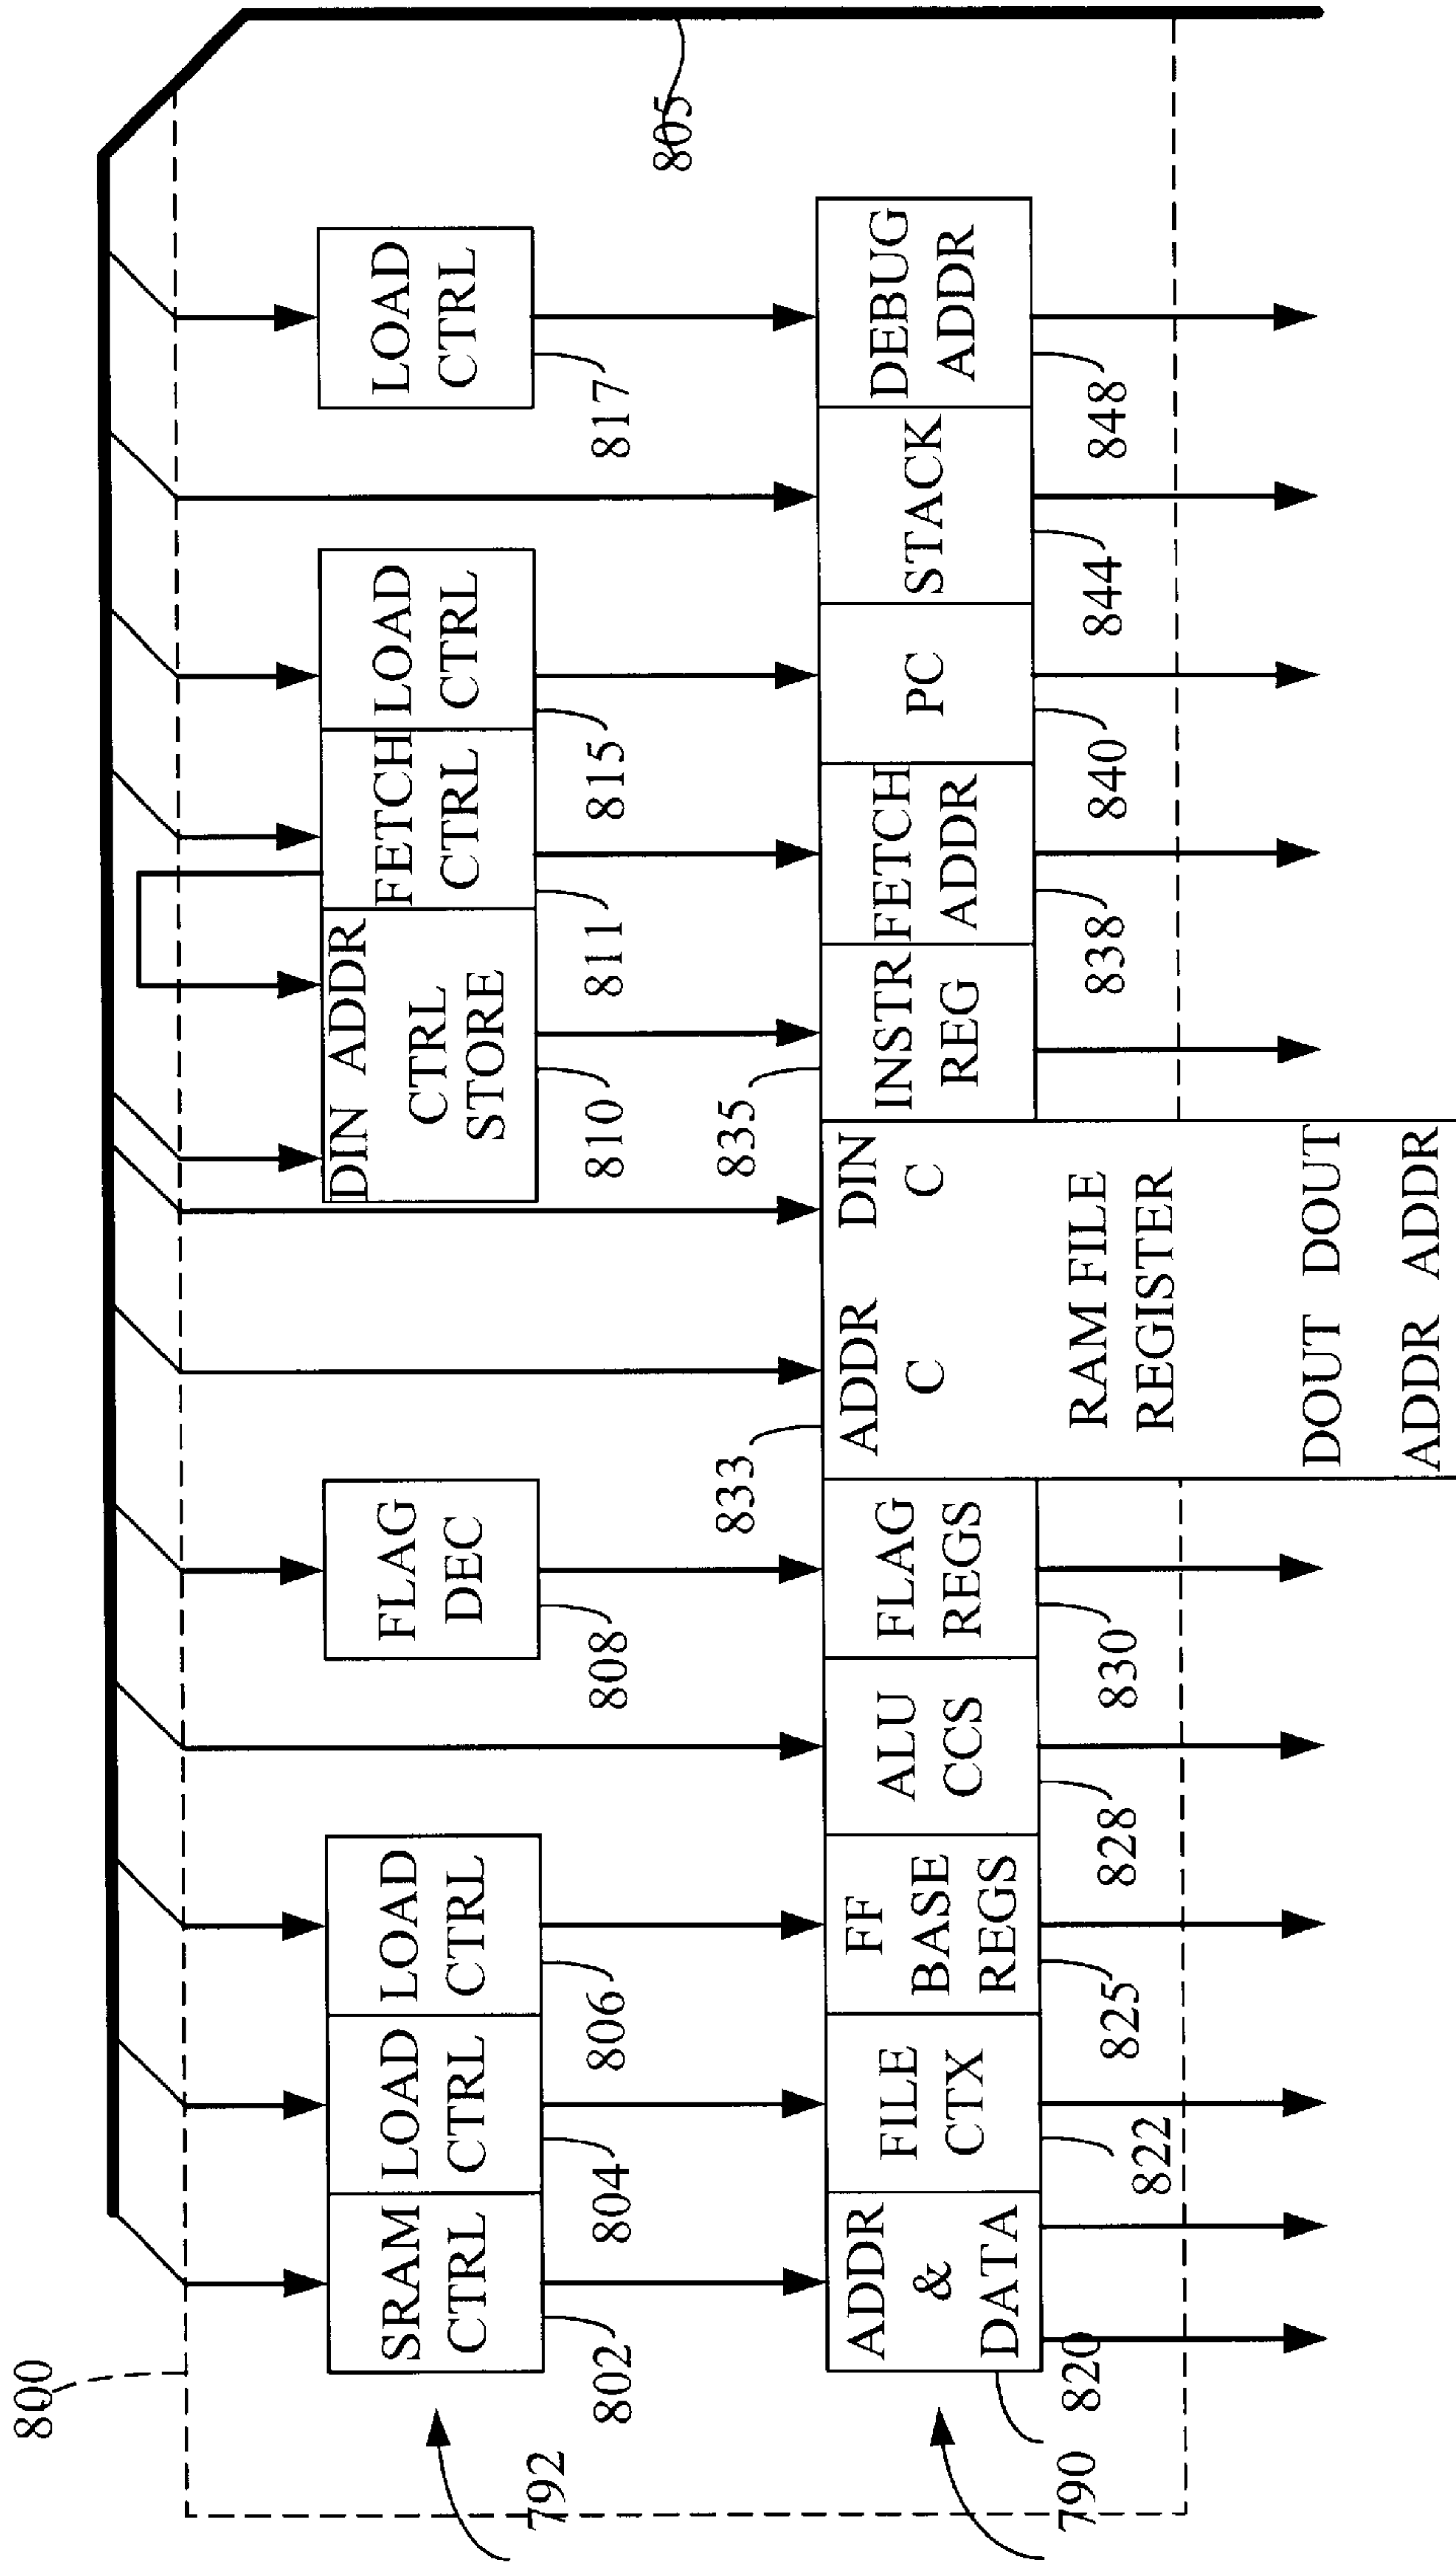 800
805
SRAM
CTRL
802
LOAD
CTRL
804
LOAD
CTRL
806
FLAG
DEC
808
DIN ADDR
CTRL
STORE
810
FETCH
CTRL
811
LOAD
CTRL
815
LOAD
CTRL
817
792
ADDR
&
DATA
820
FILE
CTX
822
FF
BASE
REGS
825
ALU
CCS
828
FLAG
REGS
830
833
ADDR DIN
C C
RAM FILE
REGISTER
DOUT DOUT
ADDR ADDR
835
INSTR
REG
FETCH
ADDR
838
PC
840
STACK
844
DEBUG
ADDR
848
790